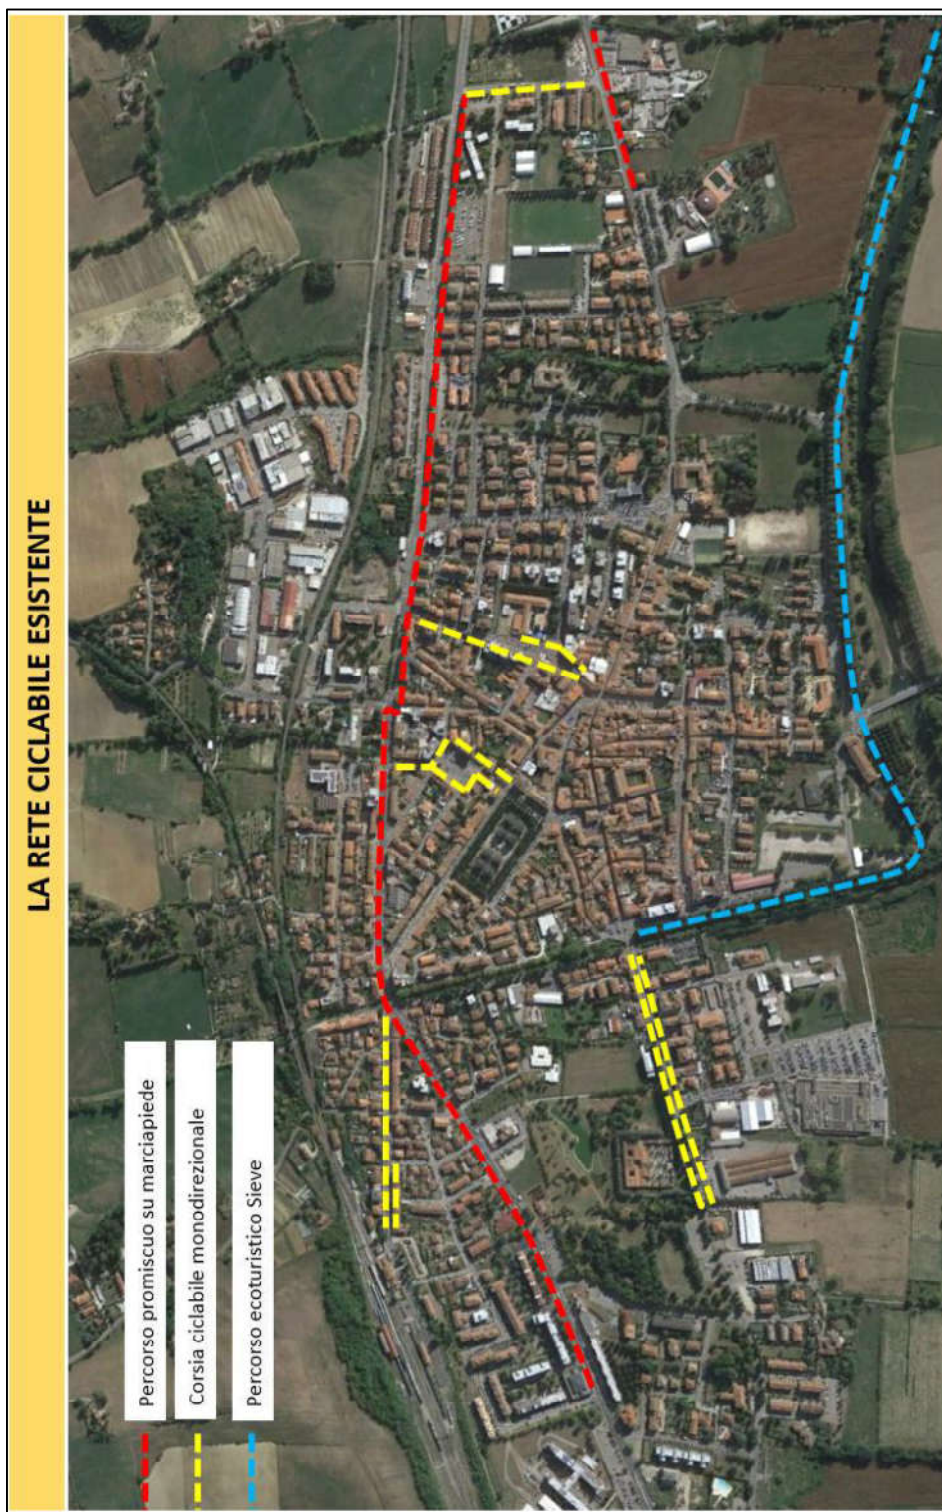 LA RETE CICLABILE ESISTENTE
Percorso promiscuo su marciapiede
Corsia ciclabile monodirezionale
Percorso ecoturistico Sieve